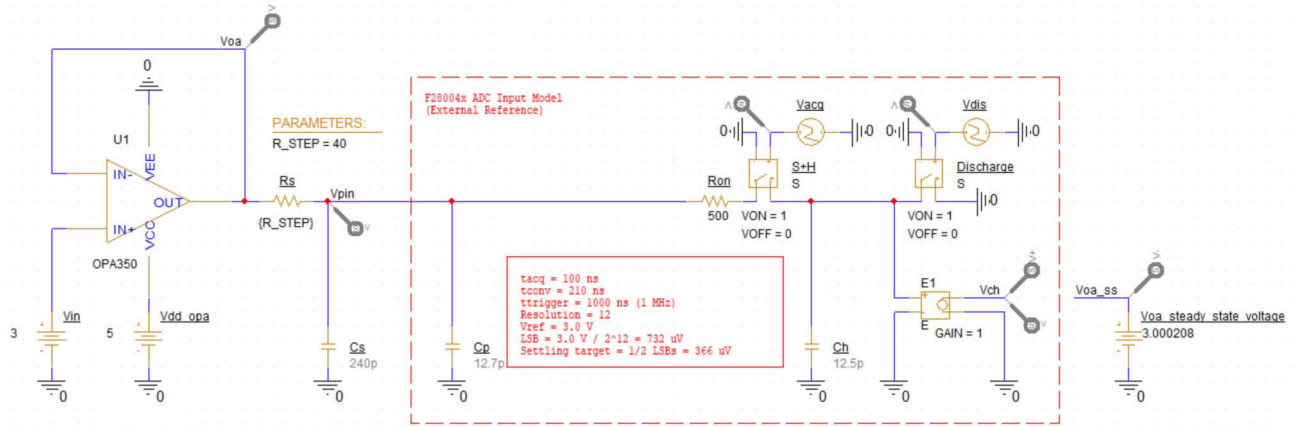 Voa
0
U1
IN-
VEE
OUT
IN+
VCC
OPA350
PARAMETERS:
R_STEP = 40
Rs
{R_STEP}
Vpin
3
Vin
5
Vdd_opa
0
0
Cs
240p
0
F28004x ADC Input Model
(External Reference)
Cp
12.7p
0
Ron
500
Vacq
0
0
S+H
S
VON = 1
VOFF = 0
Vdis
0
0
Discharge
S
0
VON = 1
VOFF = 0
tacq = 100 ns
tconv = 210 ns
ttrigger = 1000 ns (1 MHz)
Resolution = 12
Vref = 3.0 V
LSB = 3.0 V / 2^12 = 732 uV
Settling target = 1/2 LSBs = 366 uV
Ch
12.5p
0
E1
E
GAIN = 1
Vch
0
0
Voa_ss
Voa_steady_state_voltage
3.000208
0